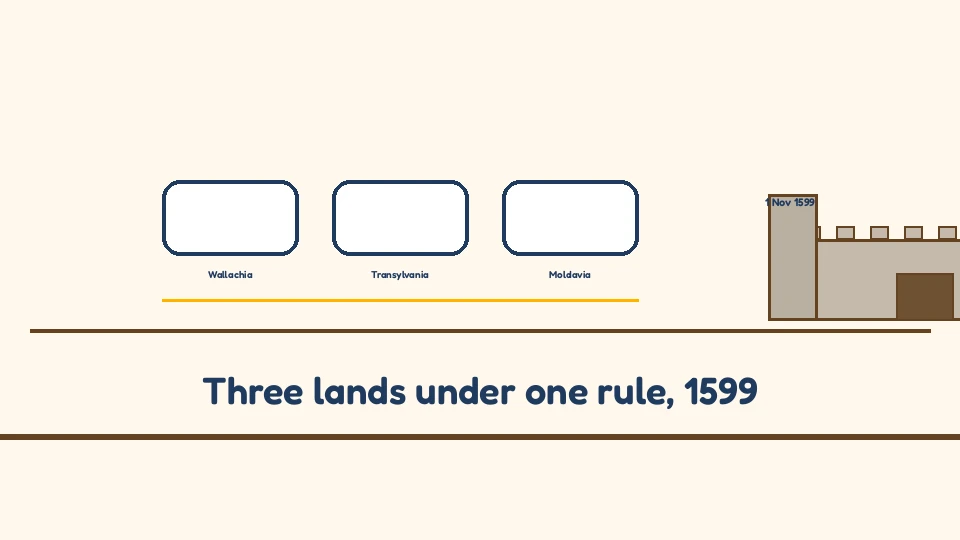 1 Nov 1599
Wallachia
Transylvania
Moldavia
Three lands under one rule, 1599